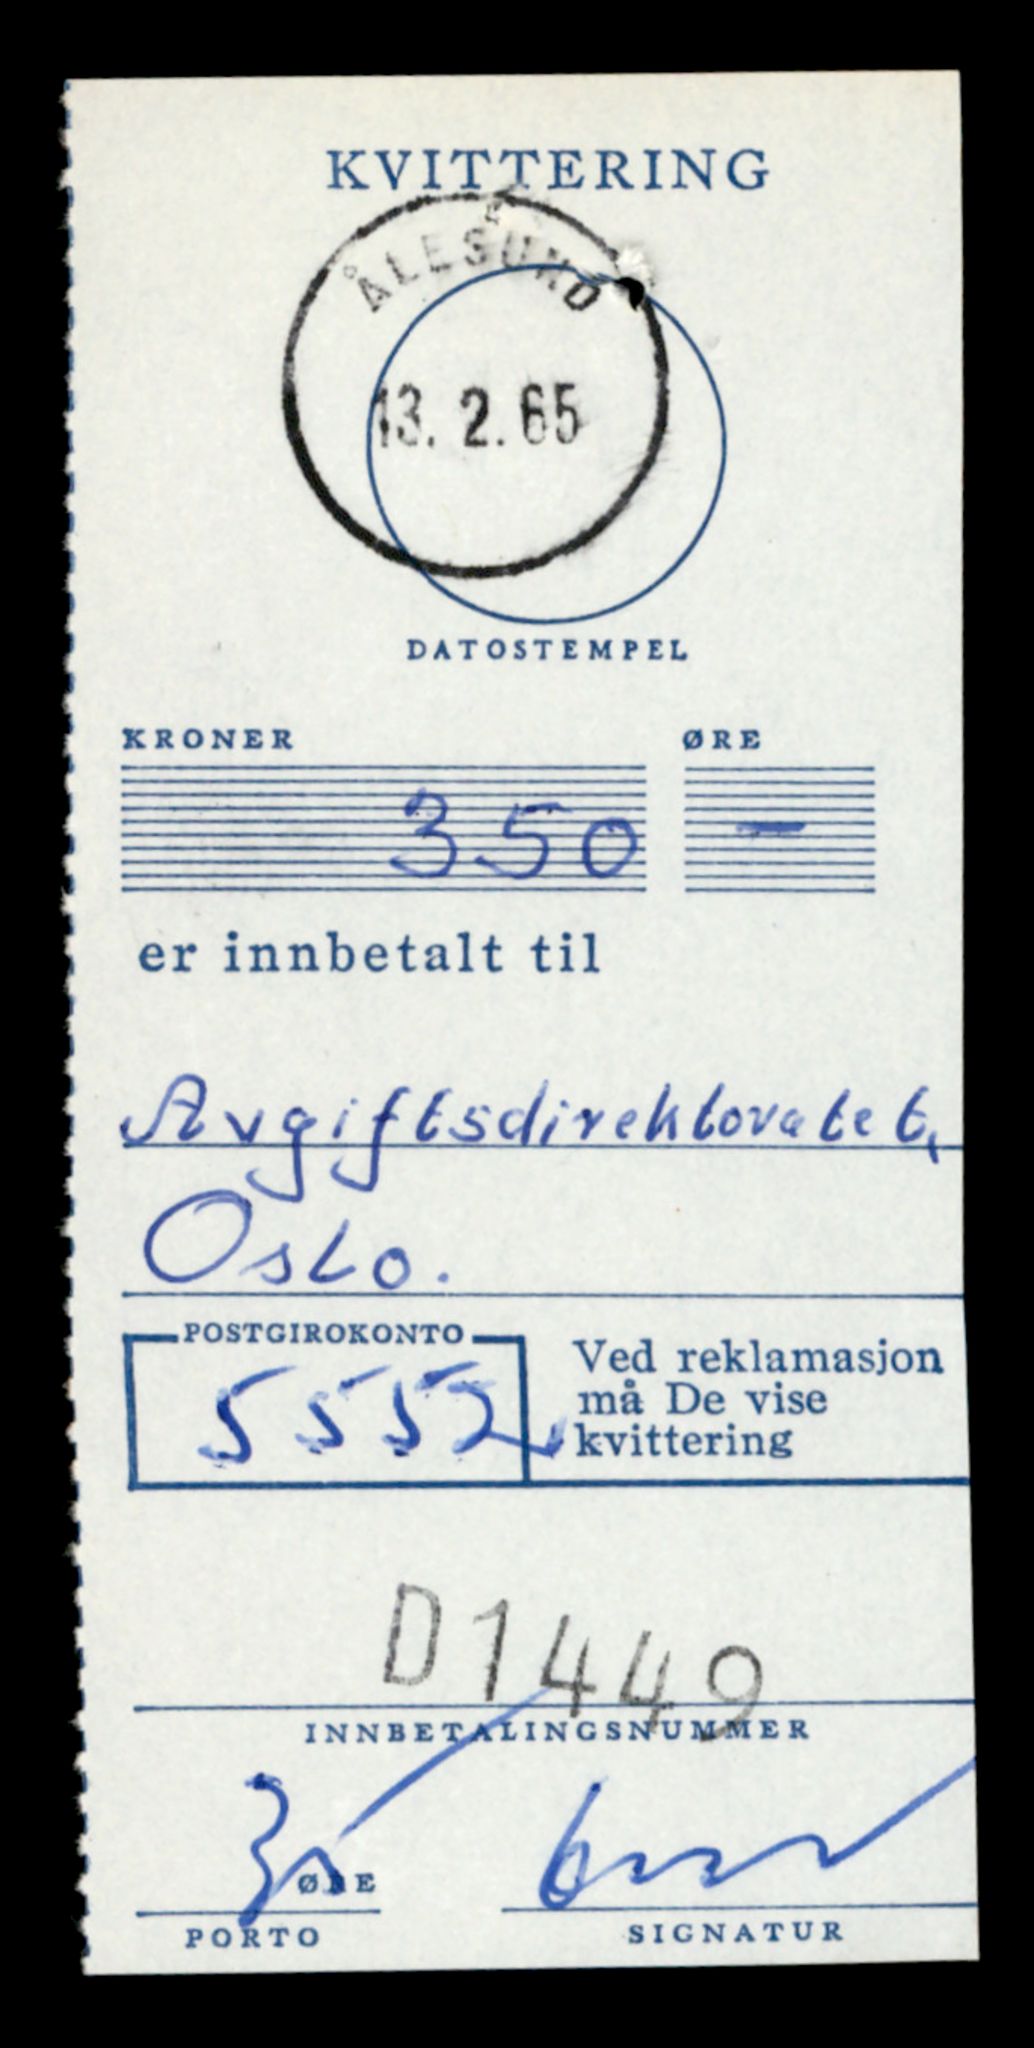 KVITTERING
ÅLESUND
13. 2. 65
DATOSTEMPEL
KRONER ØRE
350 —
er innbetalt til
Avgiftsdirektoratet,
Oslo.
POSTGIROKONTO
5552
Ved reklamasjon
må De vise
kvittering
D1449
INNBETALINGSNUMMER
ØRE
PORTO SIGNATUR